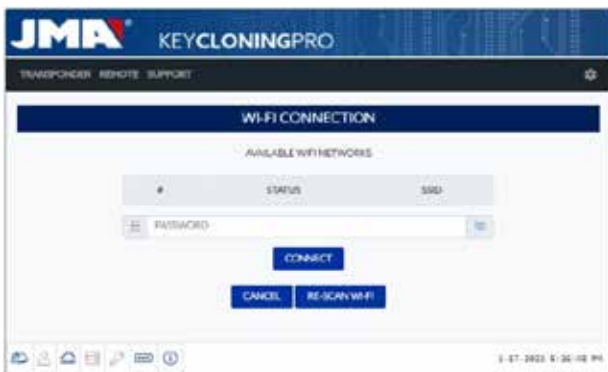 JMA KEYCLONINGPRO
TRANSPONDER REMOTE SUPPORT
WI-FI CONNECTION
AVAILABLE WIFI NETWORKS
# STATUS SSID
PASSWORD
CONNECT
CANCEL RE-SCAN WI-FI